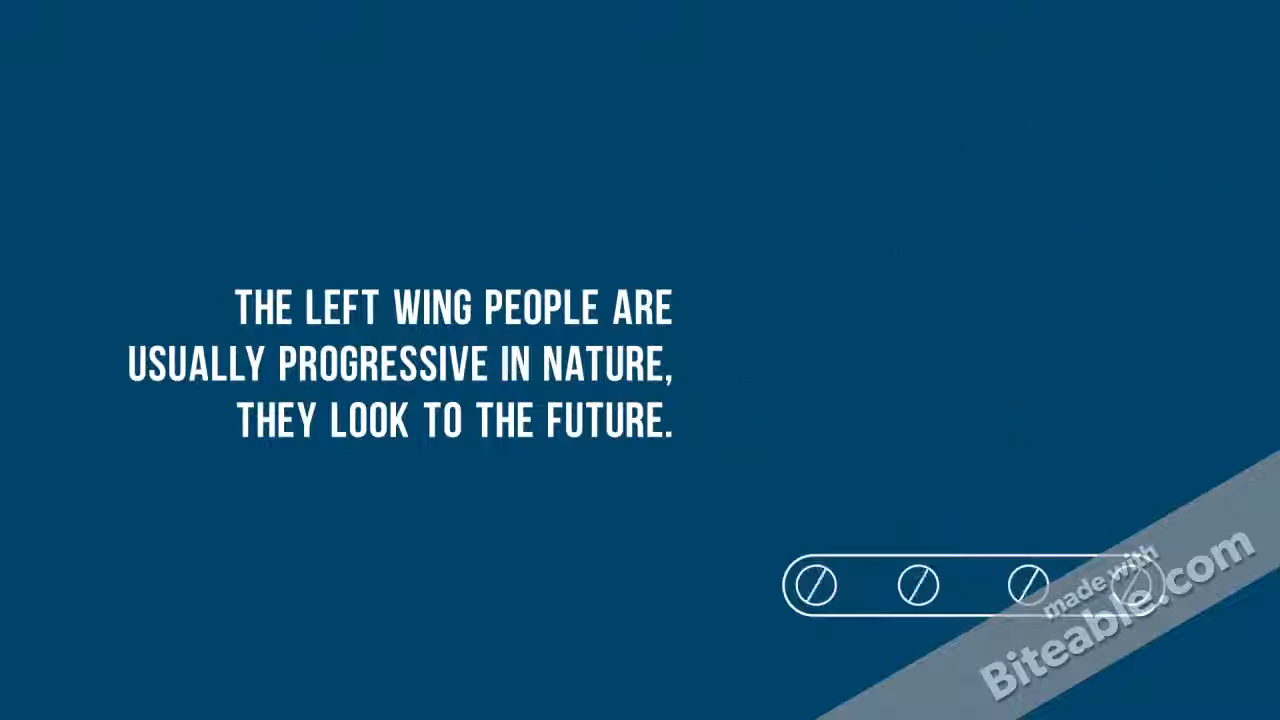 THE LEFT WING PEOPLE ARE
USUALLY PROGRESSIVE IN NATURE,
THEY LOOK TO THE FUTURE.
made with
Biteable.com